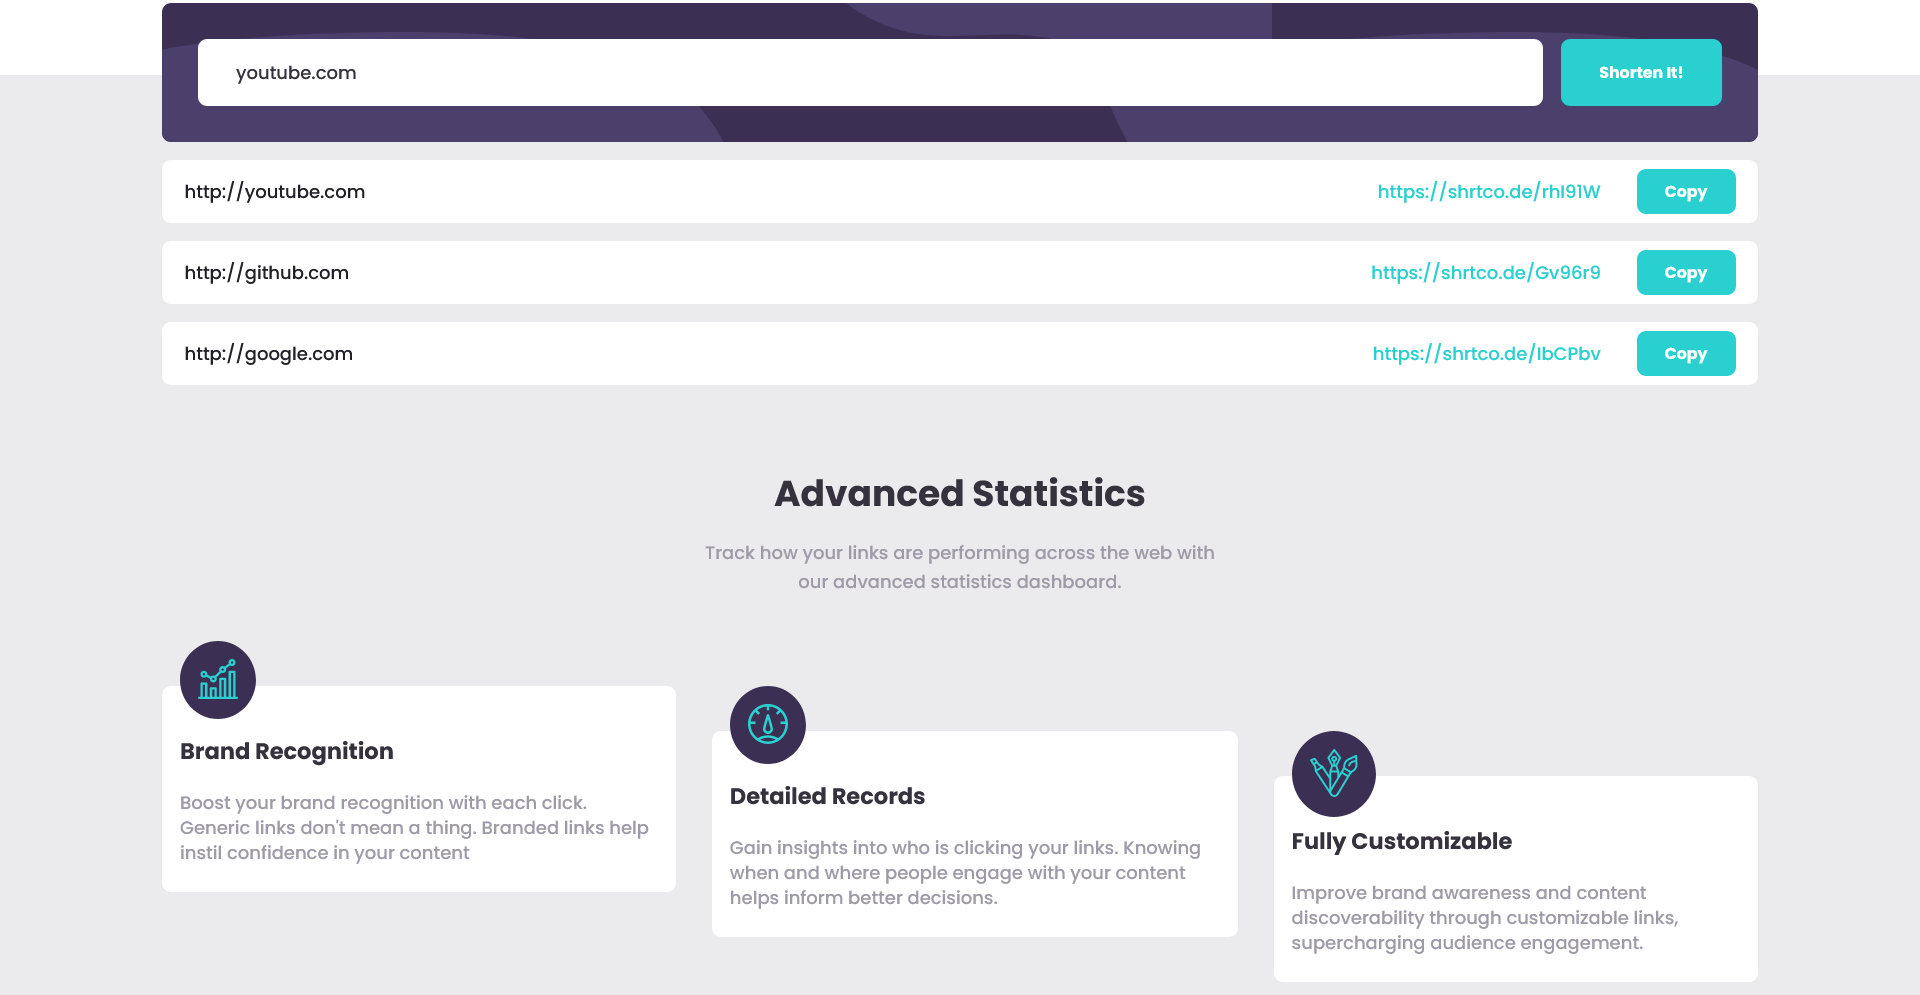 youtube.com
Shorten It!
http://youtube.com
https://shrtco.de/rhI91W
Copy
http://github.com
https://shrtco.de/Gv96r9
Copy
http://google.com
https://shrtco.de/IbCPbv
Copy
Advanced Statistics
Track how your links are performing across the web with
our advanced statistics dashboard.
Brand Recognition
Boost your brand recognition with each click.
Generic links don't mean a thing. Branded links help
instil confidence in your content
Detailed Records
Gain insights into who is clicking your links. Knowing
when and where people engage with your content
helps inform better decisions.
Fully Customizable
Improve brand awareness and content
discoverability through customizable links,
supercharging audience engagement.